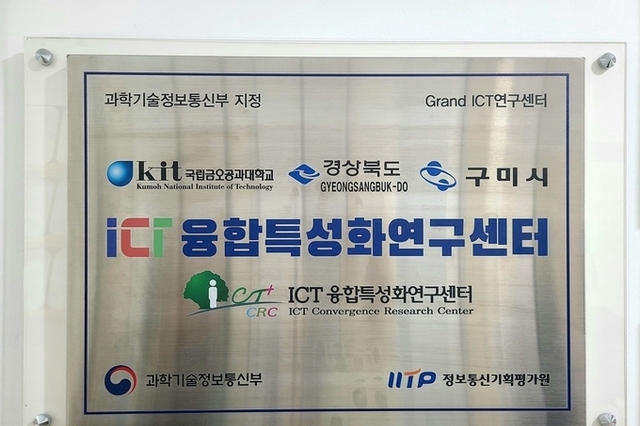 과학기술정보통신부 지정
Grand ICT연구센터
kit 국립금오공과대학교
Kumoh National Institute of Technology
경상북도
GYEONGSANGBUK-DO
구미시
ICT 융합특성화연구센터
ICT+
CRC
ICT 융합특성화연구센터
ICT Convergence Research Center
과학기술정보통신부
IITP 정보통신기획평가원